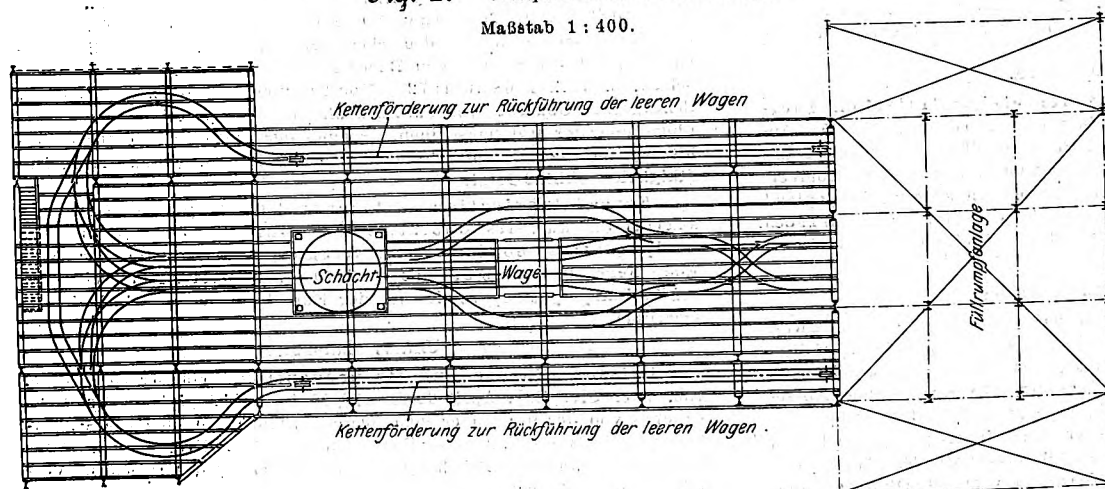 Maßstab 1 : 400.
Kettenförderung zur Rückführung der leeren Wagen
Schacht
Wage
Füllrumpfanlage
Kettenförderung zur Rückführung der leeren Wagen.